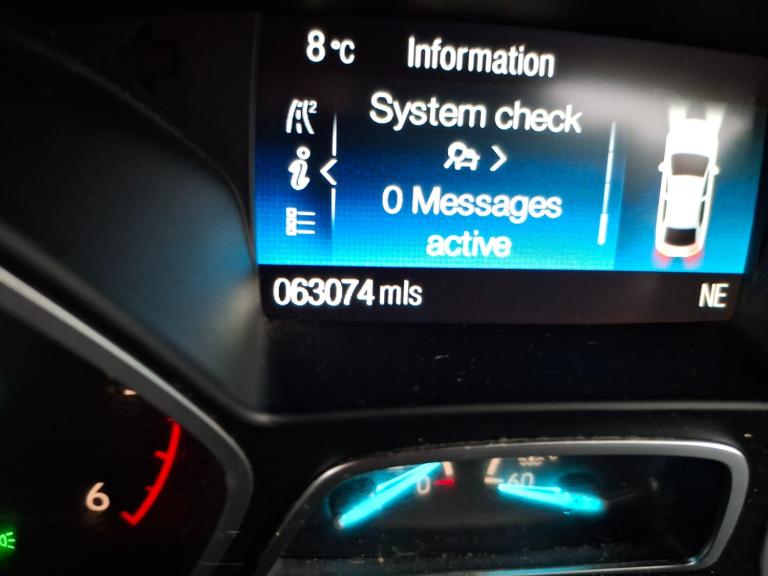 8°C Information
System check
0 Messages
active
063074 mls
NE
6
0
60